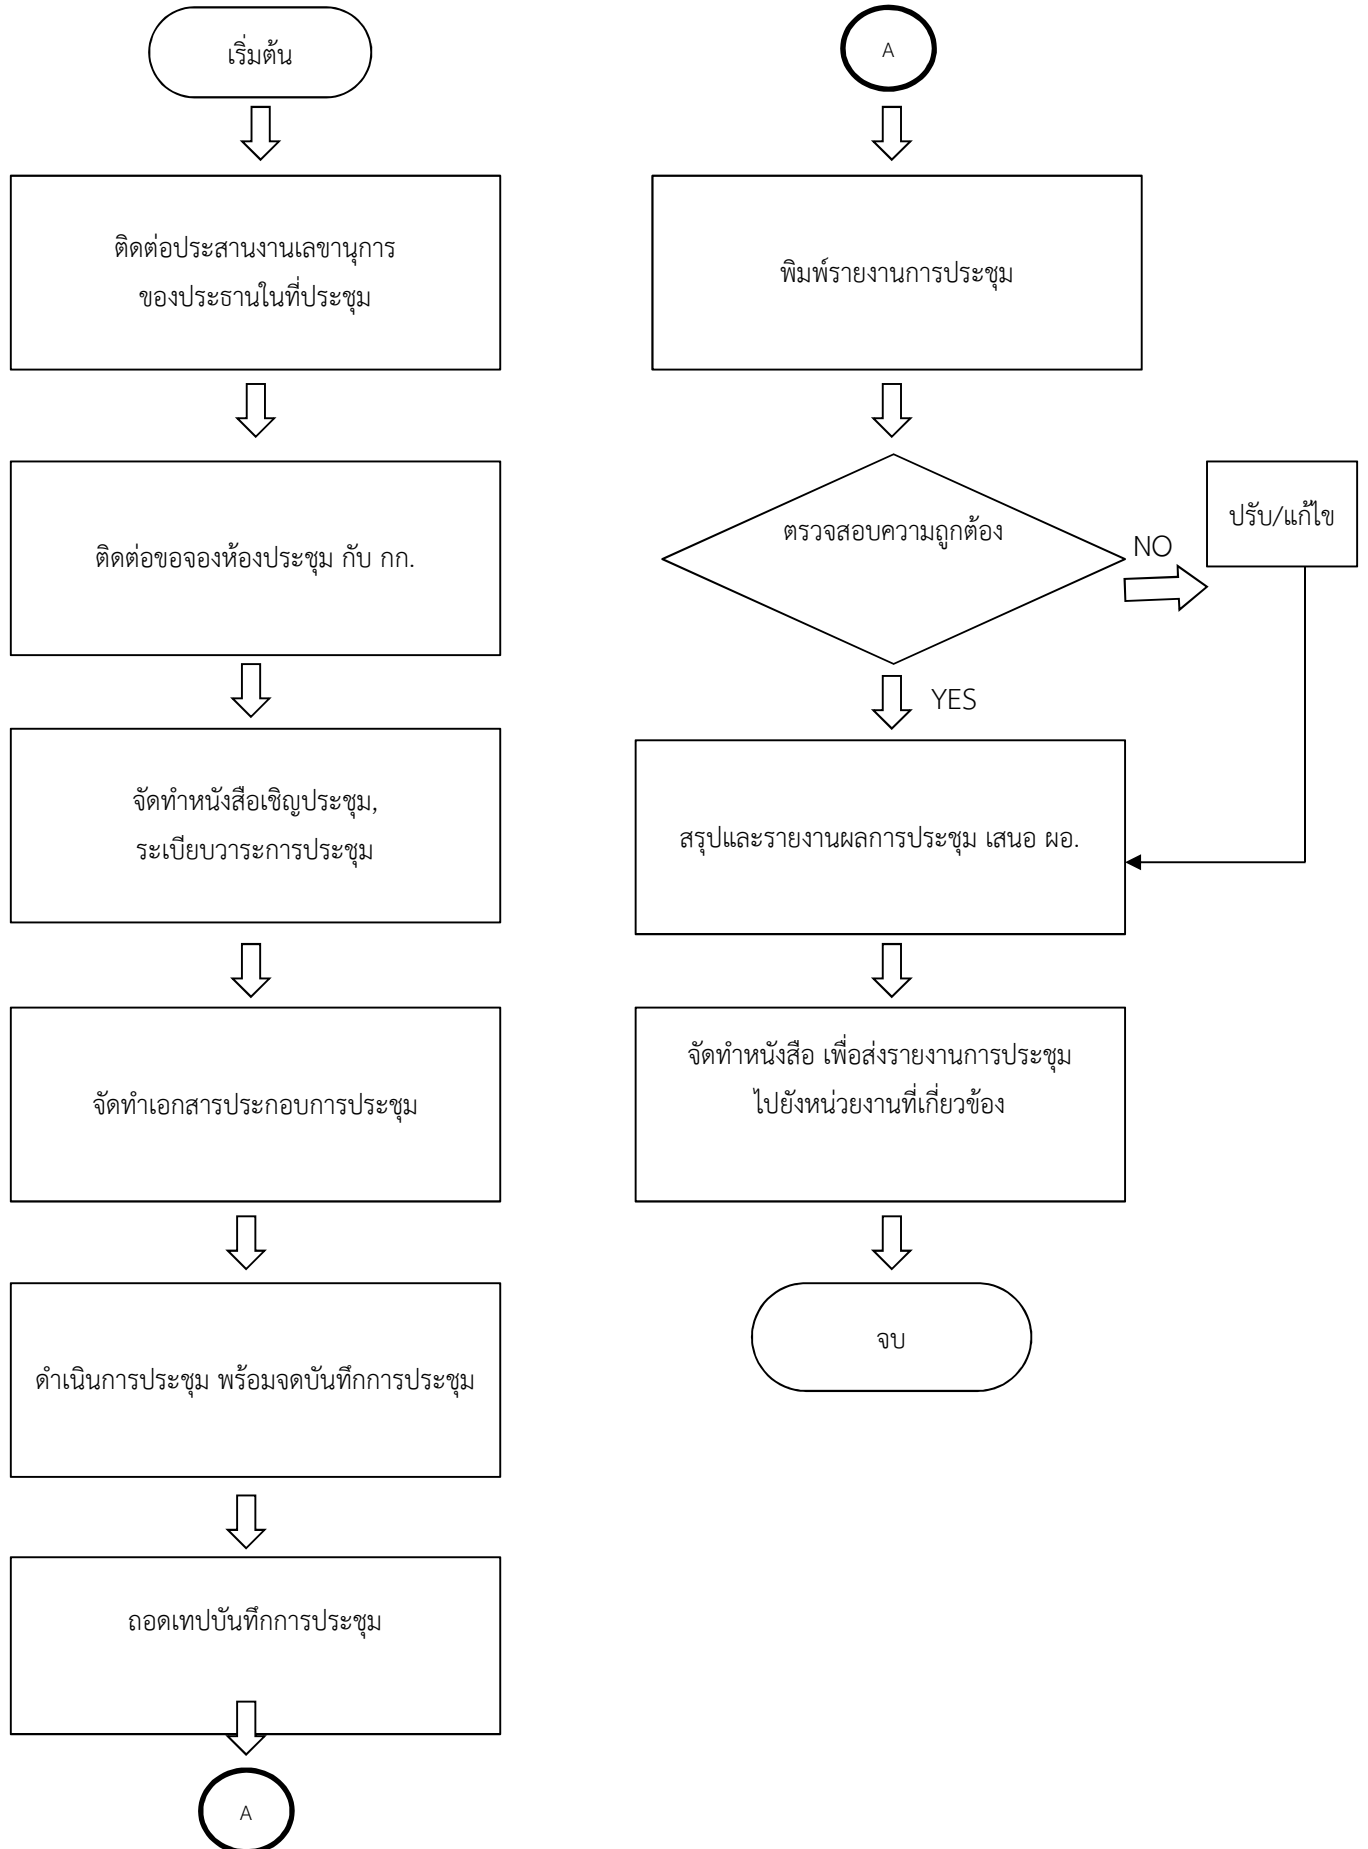 เริ่มต้น
ติดต่อประสานงานเลขานุการ
ของประธานในที่ประชุม
ติดต่อขอจองห้องประชุม กับ กก.
จัดทำหนังสือเชิญประชุม,
ระเบียบวาระการประชุม
จัดทำเอกสารประกอบการประชุม
ดำเนินการประชุม พร้อมจดบันทึกการประชุม
ถอดเทปบันทึกการประชุม
A
A
พิมพ์รายงานการประชุม
ตรวจสอบความถูกต้อง
NO
ปรับ/แก้ไข
YES
สรุปและรายงานผลการประชุม เสนอ ผอ.
จัดทำหนังสือ เพื่อส่งรายงานการประชุม
ไปยังหน่วยงานที่เกี่ยวข้อง
จบ